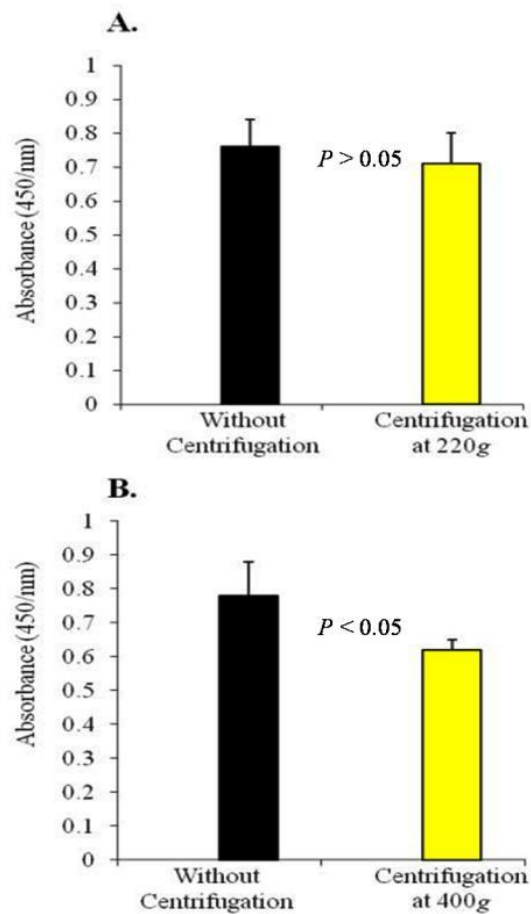 A.
Absorbance (450/nm)
1
0.9
0.8
0.7
0.6
0.5
0.4
0.3
0.2
0.1
0
P > 0.05
Without
Centrifugation
Centrifugation
at 220g
B.
Absorbance (450/nm)
1
0.9
0.8
0.7
0.6
0.5
0.4
0.3
0.2
0.1
0
P < 0.05
Without
Centrifugation
Centrifugation
at 400g